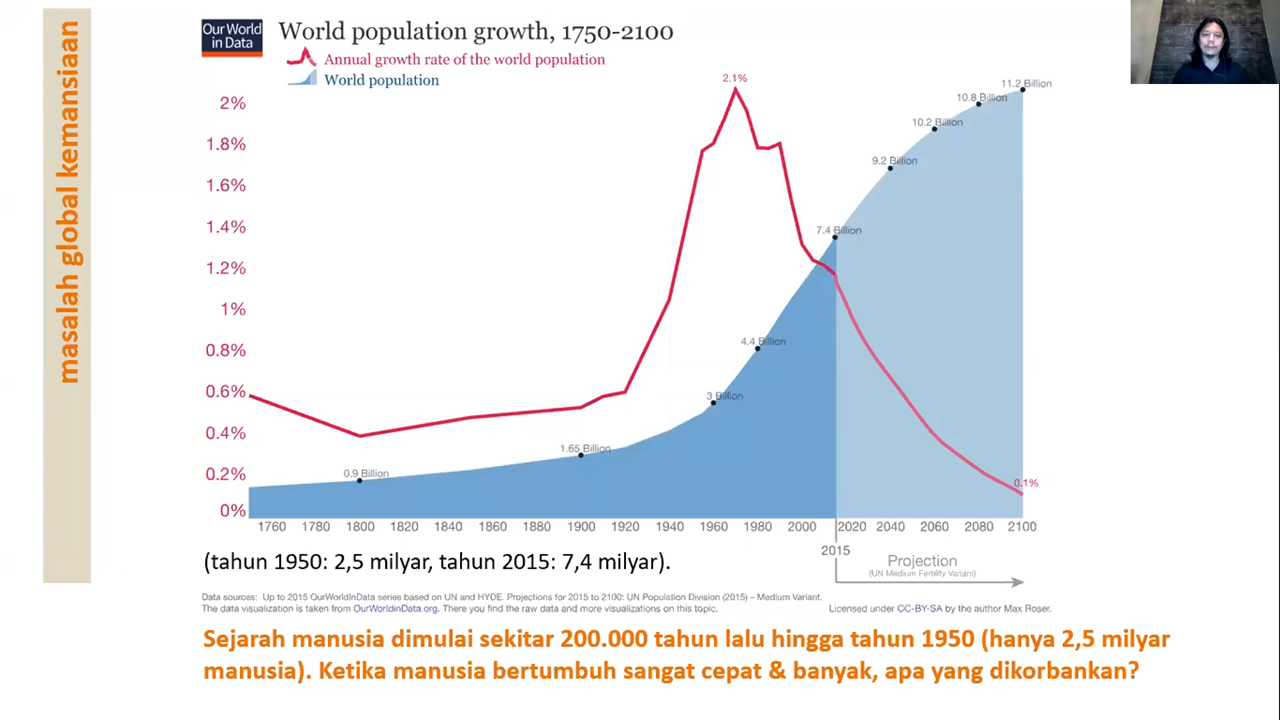 masalah global kemansiaan
Our World
in Data
World population growth, 1750-2100
Annual growth rate of the world population
World population
2%
1.8%
1.6%
1.4%
1.2%
1%
0.8%
0.6%
0.4%
0.2%
0%
2.1%
0.9 Billion
1.65 Billion
3 Billion
4.4 Billion
7.4 Billion
9.2 Billion
10.2 Billion
10.8 Billion
11.2 Billion
0.1%
1760 1780 1800 1820 1840 1860 1880 1900 1920 1940 1960 1980 2000 2020 2040 2060 2080 2100
2015
Projection
(UN Medium Fertility Variant)
(tahun 1950: 2,5 milyar, tahun 2015: 7,4 milyar).
Data sources: Up to 2015 OurWorldInData series based on UN and HYDE. Projections for 2015 to 2100: UN Population Division (2015) – Medium Variant.
The data visualization is taken from OurWorldinData.org. There you find the raw data and more visualizations on this topic.
Licensed under CC-BY-SA by the author Max Roser.
Sejarah manusia dimulai sekitar 200.000 tahun lalu hingga tahun 1950 (hanya 2,5 milyar
manusia). Ketika manusia bertumbuh sangat cepat & banyak, apa yang dikorbankan?